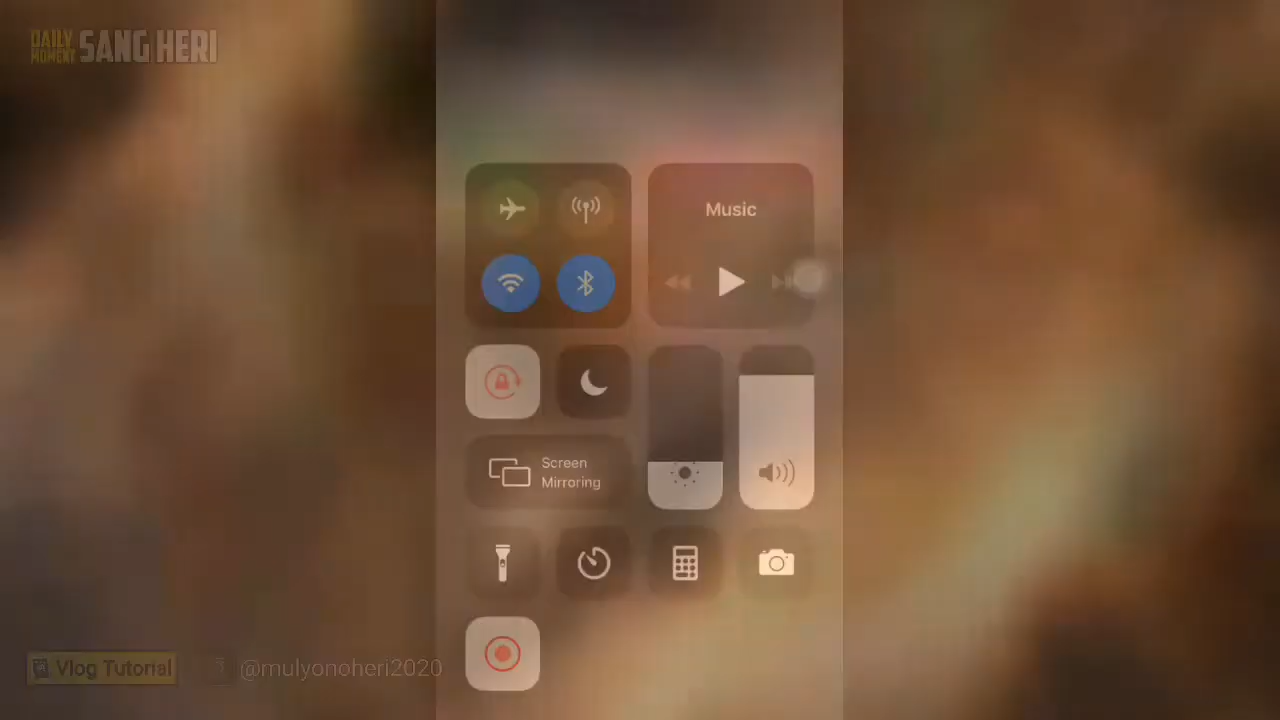 DAILY
MOMENT
SANG HERI
Music
Screen
Mirroring
Vlog Tutorial
@mulyonoheri2020